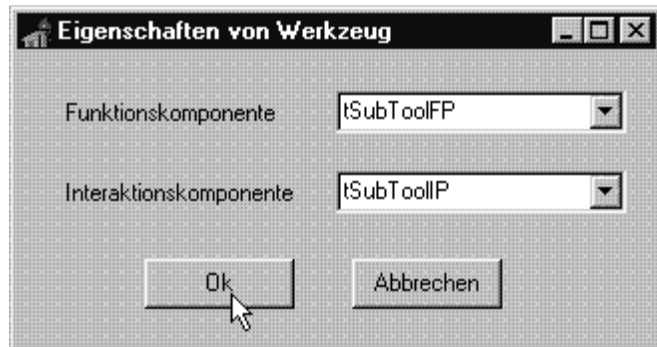 Eigenschaften von Werkzeug
Funktionskomponente tSubToolFP
Interaktionskomponente tSubToolIP
Ok Abbrechen